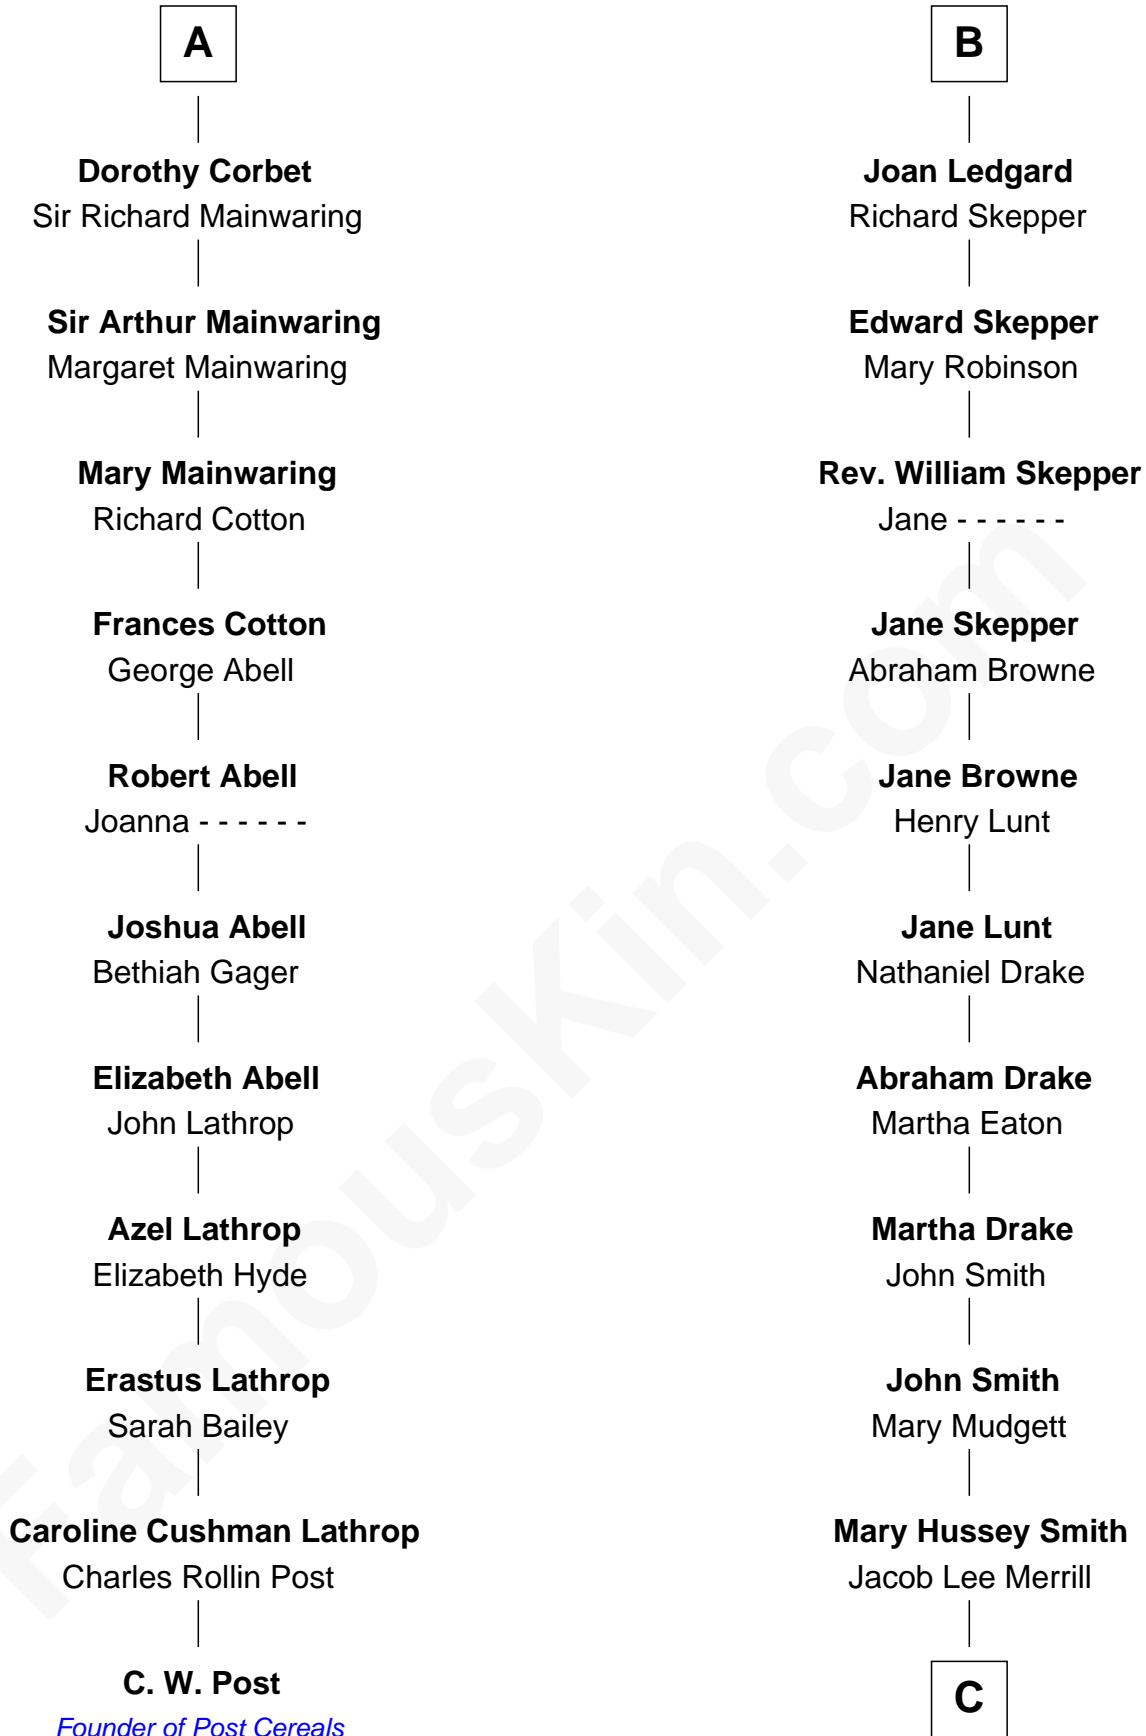 A
Dorothy Corbet
Sir Richard Mainwaring
Sir Arthur Mainwaring
Margaret Mainwaring
Mary Mainwaring
Richard Cotton
Frances Cotton
George Abell
Robert Abell
Joanna - - - - - -
Joshua Abell
Bethiah Gager
Elizabeth Abell
John Lathrop
Azel Lathrop
Elizabeth Hyde
Erastus Lathrop
Sarah Bailey
Caroline Cushman Lathrop
Charles Rollin Post
C. W. Post
Founder of Post Cereals
B
Joan Ledgard
Richard Skepper
Edward Skepper
Mary Robinson
Rev. William Skepper
Jane - - - - - -
Jane Skepper
Abraham Browne
Jane Browne
Henry Lunt
Jane Lunt
Nathaniel Drake
Abraham Drake
Martha Eaton
Martha Drake
John Smith
John Smith
Mary Mudgett
Mary Hussey Smith
Jacob Lee Merrill
C
FamousKin.com